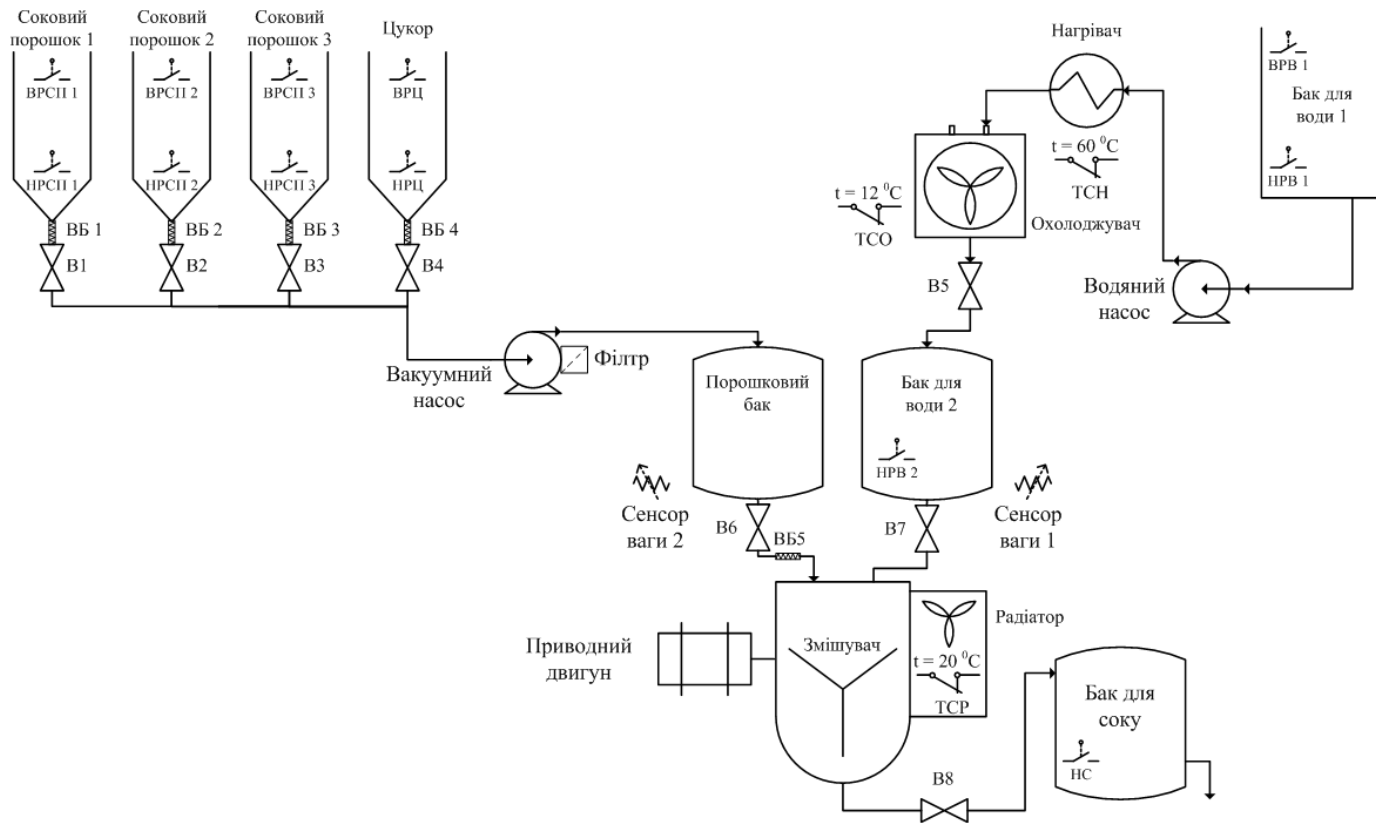 Соковий
порошок 1
Соковий
порошок 2
Соковий
порошок 3
Цукор
ВРСП 1
ВРСП 2
ВРСП 3
ВРЦ
НРСП 1
НРСП 2
НРСП 3
НРЦ
ВБ 1
ВБ 2
ВБ 3
ВБ 4
В1
В2
В3
В4
Нагрівач
t = 60 ⁰C
ТСН
ВРВ 1
Бак для
води 1
НРВ 1
t = 12 ⁰C
ТСО
Охолоджувач
В5
Водяний
насос
Вакуумний
насос
Філтр
Порошковий
бак
Бак для
води 2
НРВ 2
Сенсор
ваги 2
В6
ВБ5
В7
Сенсор
ваги 1
Приводний
двигун
Змішувач
Радіатор
t = 20 ⁰C
ТСР
Бак для
соку
НС
В8